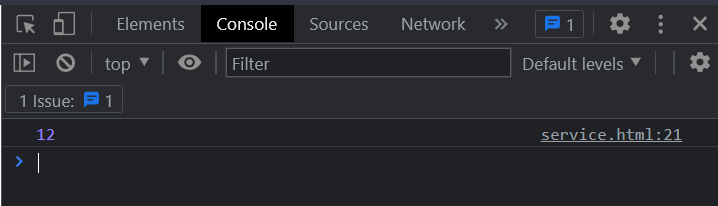 Elements Console Sources Network » 1
top ▼ Filter Default levels ▼
1 Issue: 1
12 service.html:21
>